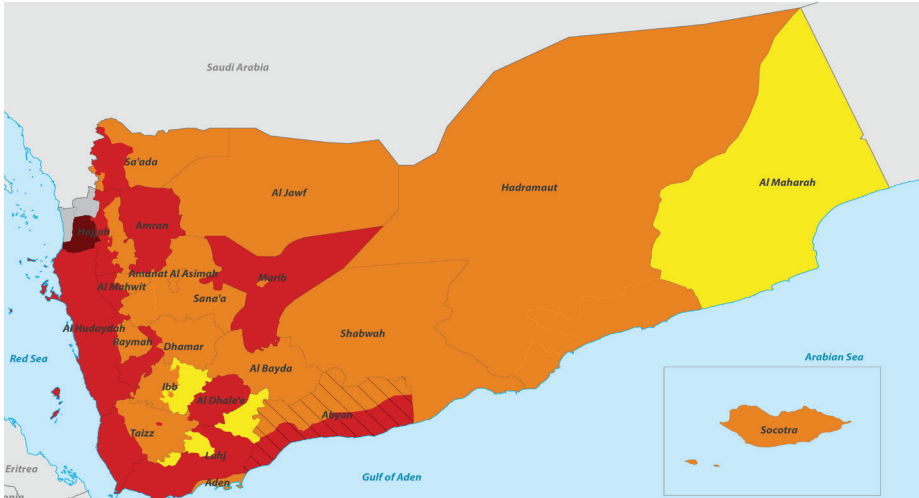 Saudi Arabia
Sa'ada
Al Jawf
Hadramaut
Al Maharah
Hajjah
Amran
Amanat Al Asimah
Marib
Al Mahwit
Sana'a
Al Hudaydah
Raymah
Dhamar
Shabwah
Red Sea
Arabian Sea
Ibb
Al Bayda
Al Dhale'e
Abyan
Taizz
Socotra
Lahj
Eritrea
Aden
Gulf of Aden